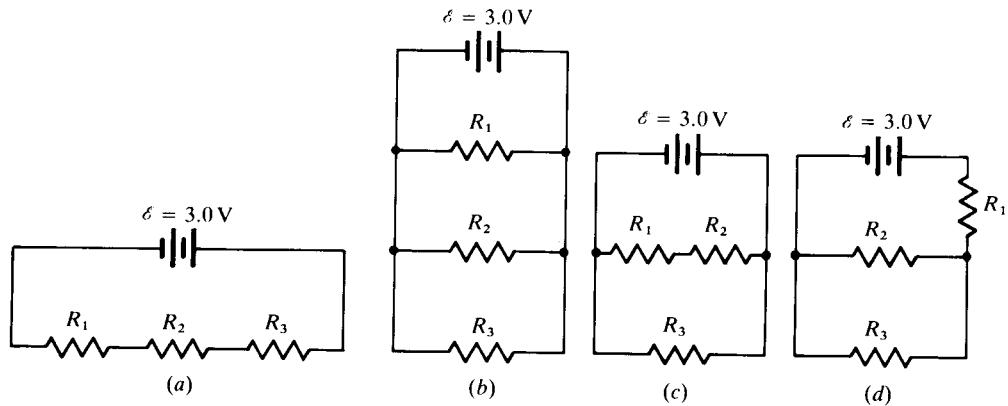 ℰ = 3.0 V
R₁
R₂
R₃
(a)
ℰ = 3.0 V
R₁
R₂
R₃
(b)
ℰ = 3.0 V
R₁ R₂
R₃
(c)
ℰ = 3.0 V
R₁
R₂
R₃
(d)